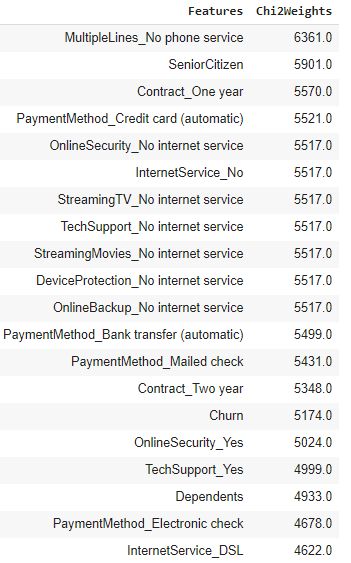 Features Chi2Weights
MultipleLines_No phone service 6361.0
SeniorCitizen 5901.0
Contract_One year 5570.0
PaymentMethod_Credit card (automatic) 5521.0
OnlineSecurity_No internet service 5517.0
InternetService_No 5517.0
StreamingTV_No internet service 5517.0
TechSupport_No internet service 5517.0
StreamingMovies_No internet service 5517.0
DeviceProtection_No internet service 5517.0
OnlineBackup_No internet service 5517.0
PaymentMethod_Bank transfer (automatic) 5499.0
PaymentMethod_Mailed check 5431.0
Contract_Two year 5348.0
Churn 5174.0
OnlineSecurity_Yes 5024.0
TechSupport_Yes 4999.0
Dependents 4933.0
PaymentMethod_Electronic check 4678.0
InternetService_DSL 4622.0